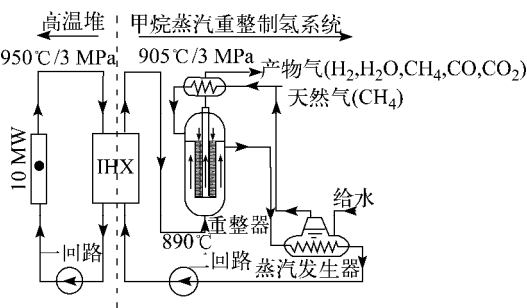 高温堆
甲烷蒸汽重整制氢系统
950℃/3 MPa
905℃/3 MPa
产物气(H₂,H₂O,CH₄,CO,CO₂)
天然气(CH₄)
10 MW
IHX
给水
重整器
890℃
一回路
二回路
蒸汽发生器